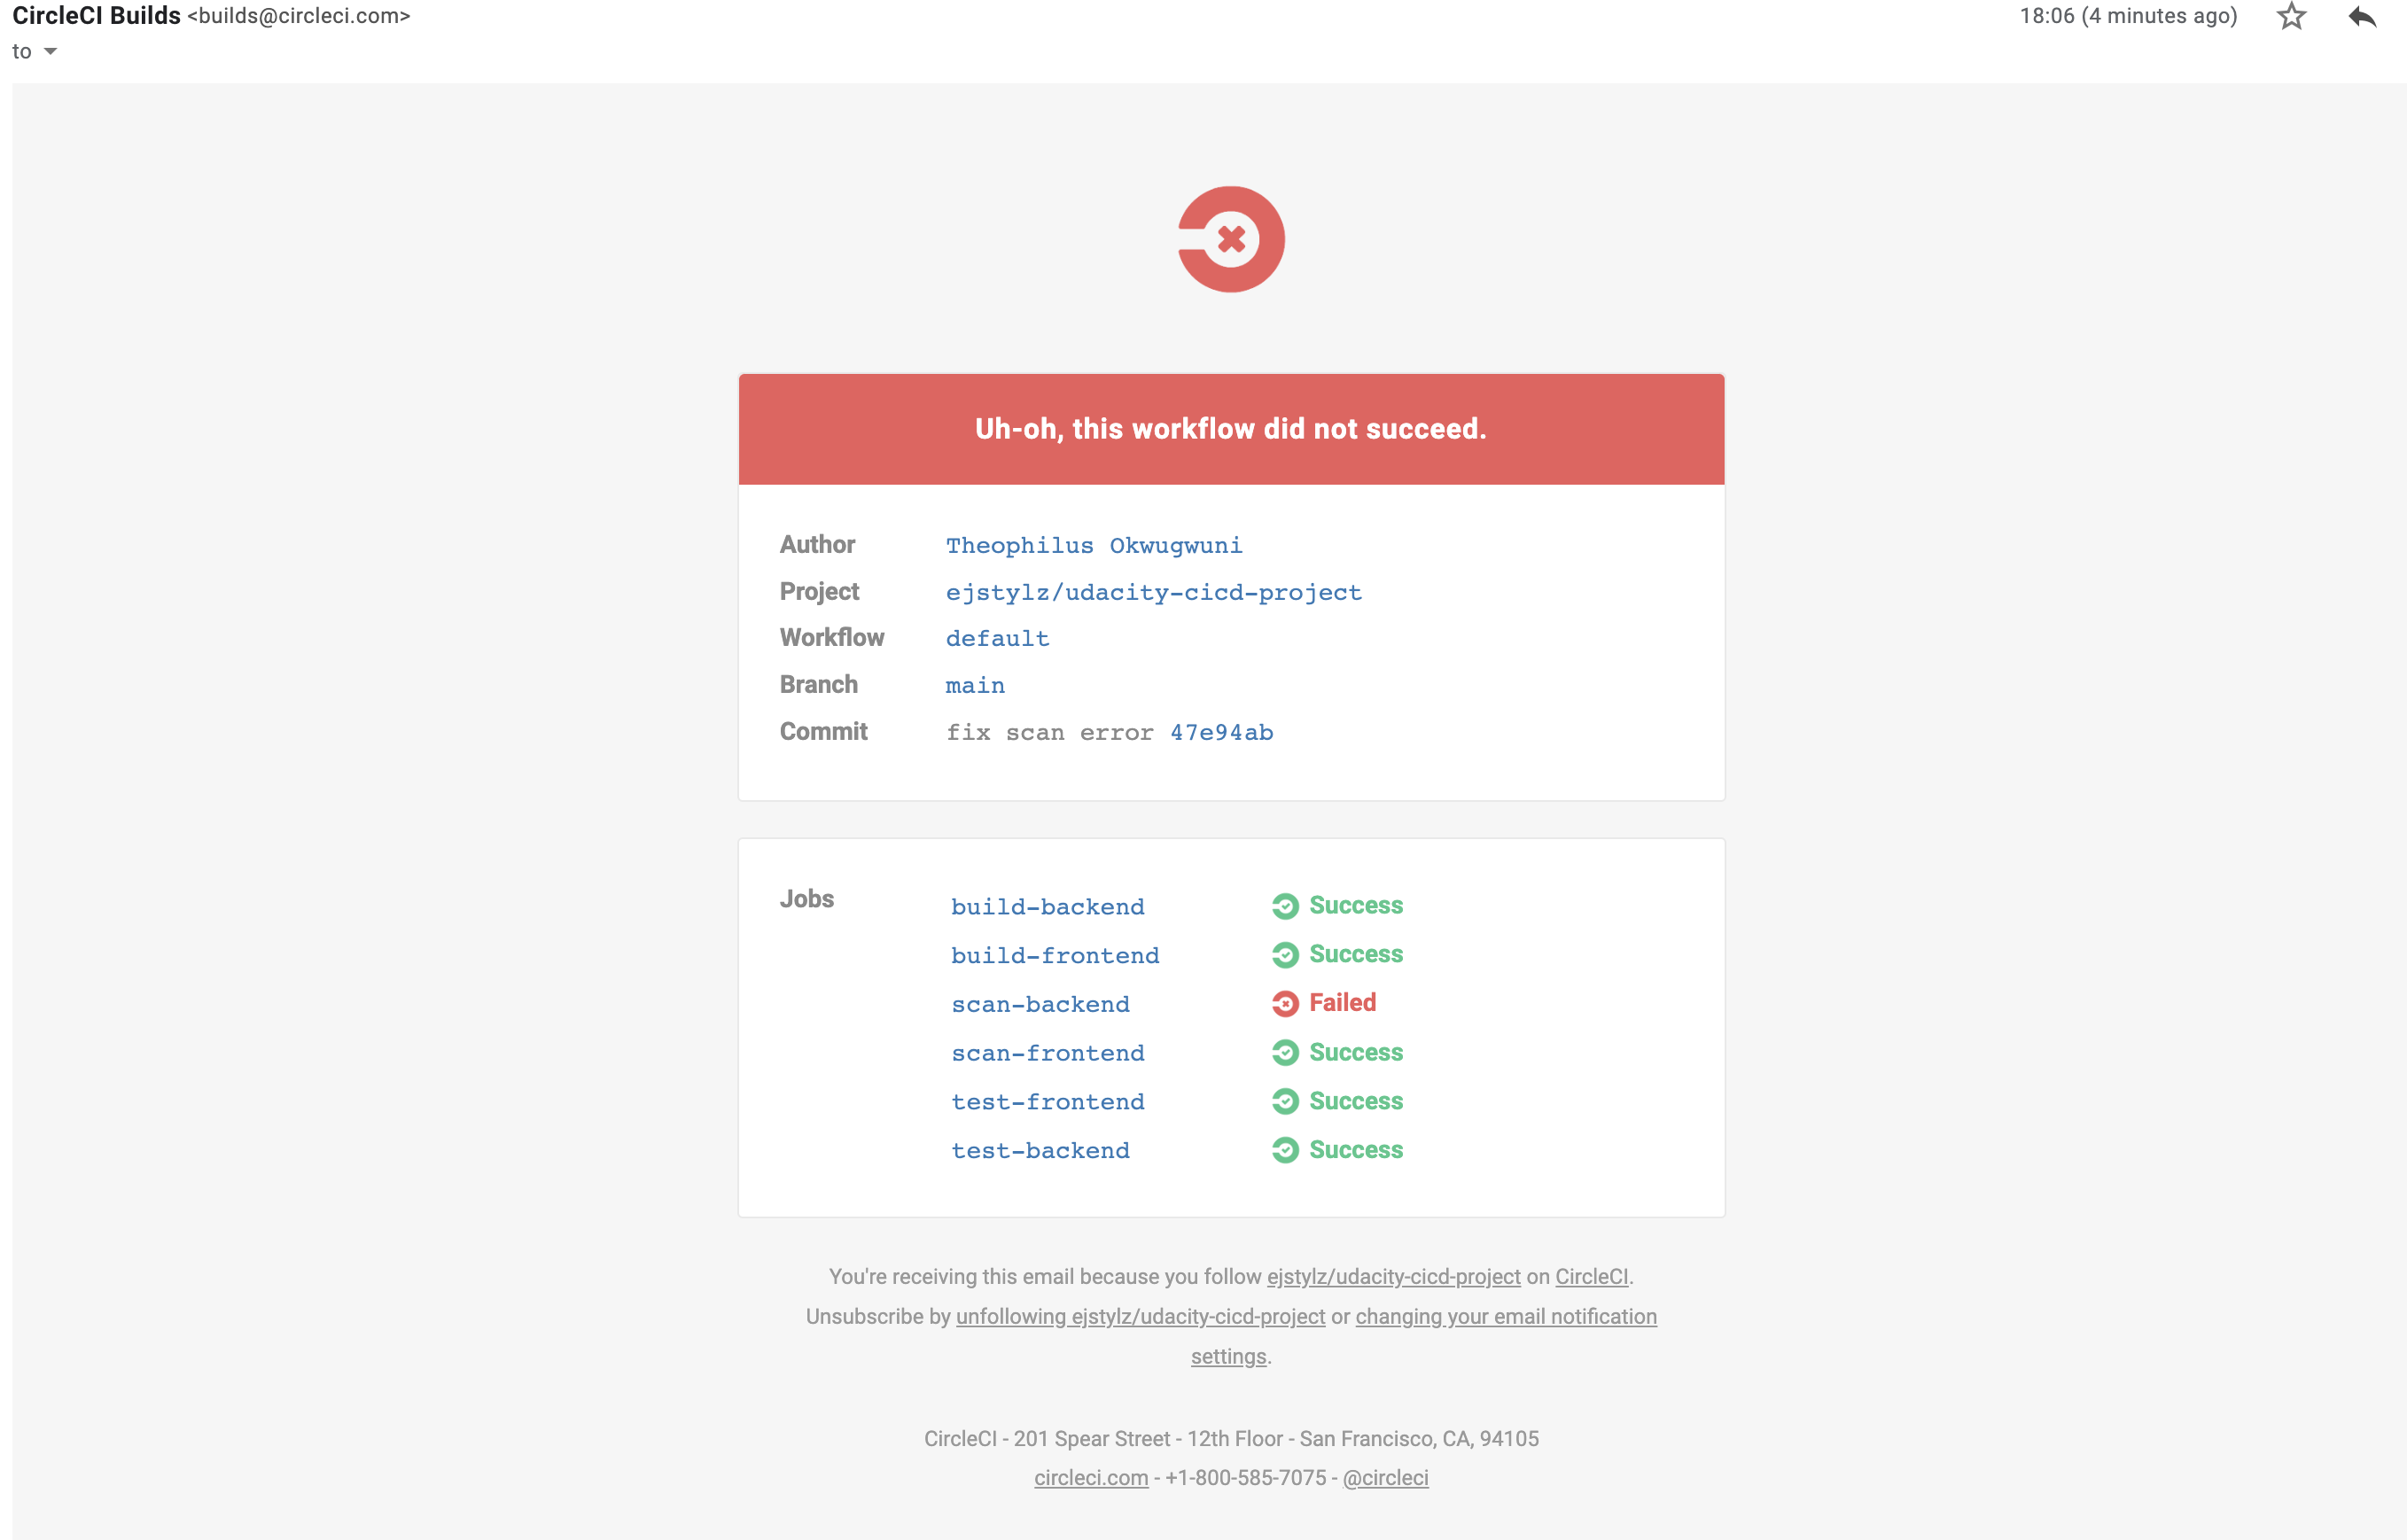 CircleCI Builds <builds@circleci.com>
18:06 (4 minutes ago)
to
Uh-oh, this workflow did not succeed.
Author Theophilus Okwugwuni
Project ejstylz/udacity-cicd-project
Workflow default
Branch main
Commit fix scan error 47e94ab
Jobs build-backend Success
build-frontend Success
scan-backend Failed
scan-frontend Success
test-frontend Success
test-backend Success
You're receiving this email because you follow ejstylz/udacity-cicd-project on CircleCI.
Unsubscribe by unfollowing ejstylz/udacity-cicd-project or changing your email notification
settings.
CircleCI - 201 Spear Street - 12th Floor - San Francisco, CA, 94105
circleci.com - +1-800-585-7075 - @circleci